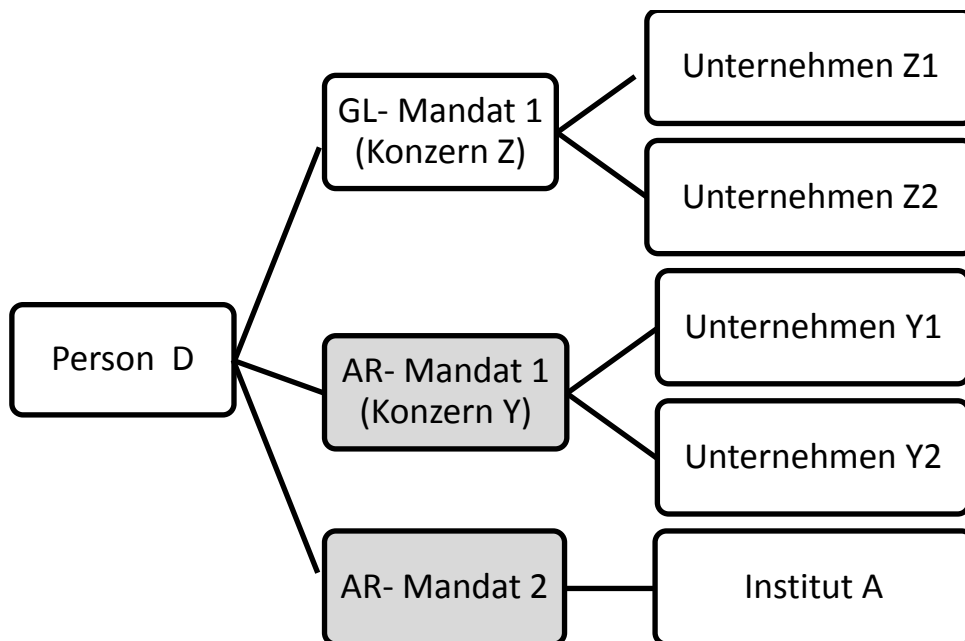 Person D
GL- Mandat 1
(Konzern Z)
Unternehmen Z1
Unternehmen Z2
AR- Mandat 1
(Konzern Y)
Unternehmen Y1
Unternehmen Y2
AR- Mandat 2
Institut A